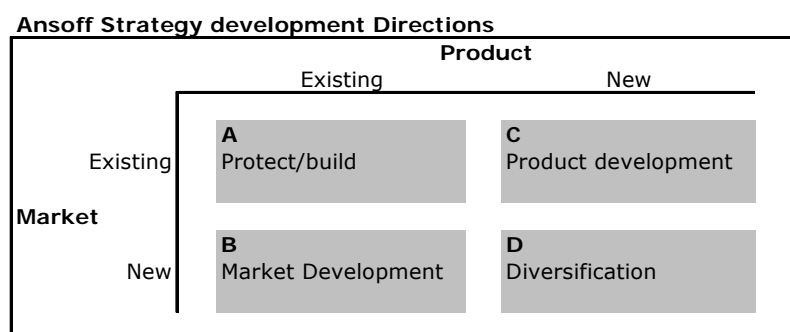 Ansoff Strategy development Directions
Product
Existing New
A C
Existing Protect/build Product development
Market
B D
New Market Development Diversification